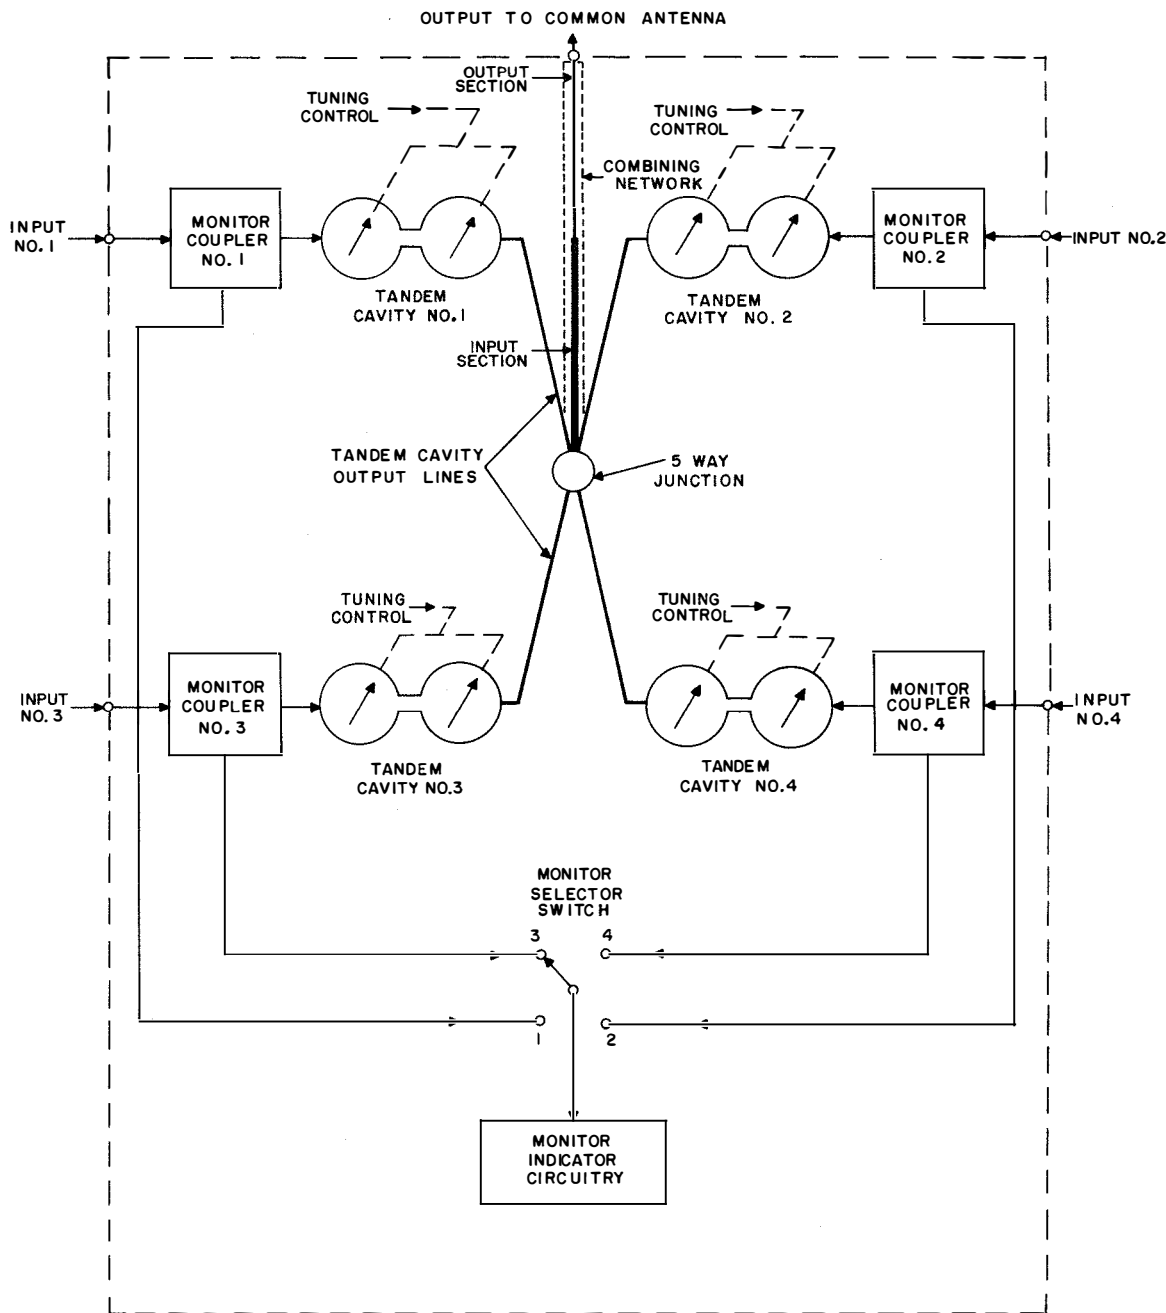 OUTPUT TO COMMON ANTENNA
OUTPUT
SECTION
TUNING
CONTROL
TUNING
CONTROL
COMBINING
NETWORK
INPUT
NO. 1
MONITOR
COUPLER
NO. 1
MONITOR
COUPLER
NO. 2
INPUT NO. 2
TANDEM
CAVITY NO. 1
TANDEM
CAVITY NO. 2
INPUT
SECTION
TANDEM CAVITY
OUTPUT LINES
5 WAY
JUNCTION
TUNING
CONTROL
TUNING
CONTROL
INPUT
NO. 3
MONITOR
COUPLER
NO. 3
MONITOR
COUPLER
NO. 4
INPUT
NO. 4
TANDEM
CAVITY NO. 3
TANDEM
CAVITY NO. 4
MONITOR
SELECTOR
SWITCH
3 4
1 2
MONITOR
INDICATOR
CIRCUITRY